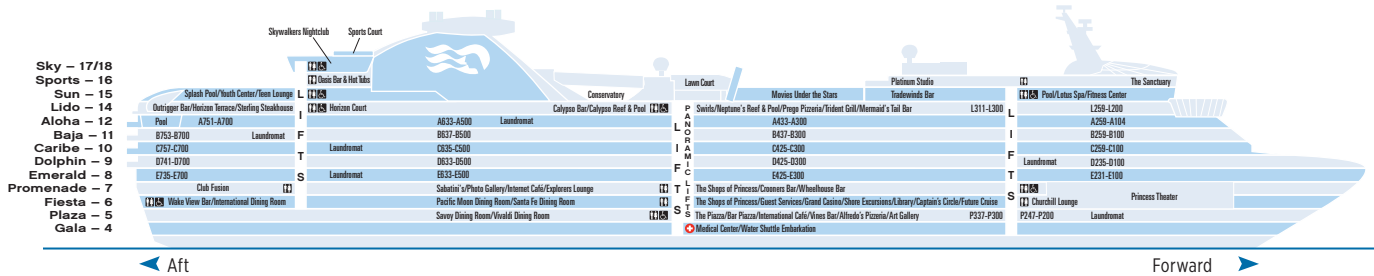 Skywalkers Nightclub
Sports Court
Sky – 17/18
Sports – 16 Oasis Bar & Hot Tubs Lawn Court Platinum Studio The Sanctuary
Sun – 15 Splash Pool/Youth Center/Teen Lounge Conservatory Movies Under the Stars Tradewinds Bar Pool/Lotus Spa/Fitness Center
Lido – 14 Outrigger Bar/Horizon Terrace/Sterling Steakhouse Horizon Court Calypso Bar/Calypso Reef & Pool Swirls/Neptune's Reef & Pool/Prego Pizzeria/Trident Grill/Mermaid's Tail Bar L311-L300 L259-L200
Aloha – 12 Pool A751-A700 A633-A500 Laundromat A433-A300 A259-A104
Baja – 11 B753-B700 Laundromat B637-B500 B437-B300 B259-B100
Caribe – 10 C757-C700 Laundromat C635-C500 C425-C300 C259-C100
Dolphin – 9 D741-D700 D633-D500 D425-D300 Laundromat D235-D100
Emerald – 8 E735-E700 Laundromat E633-E500 E425-E300 E231-E100
Promenade – 7 Club Fusion Sabatini's/Photo Gallery/Internet Café/Explorers Lounge The Shops of Princess/Crooners Bar/Wheelhouse Bar Princess Theater
Fiesta – 6 Wake View Bar/International Dining Room Pacific Moon Dining Room/Santa Fe Dining Room The Shops of Princess/Guest Services/Grand Casino/Shore Excursions/Library/Captain's Circle/Future Cruise Churchill Lounge
Plaza – 5 Savoy Dining Room/Vivaldi Dining Room The Piazza/Bar Piazza/International Café/Vines Bar/Alfredo's Pizzeria/Art Gallery P337-P300 P247-P200 Laundromat
Gala – 4 Medical Center/Water Shuttle Embarkation
LIFTS
LIFTS
PANORAMIC LIFTS
LIFTS
Aft
Forward